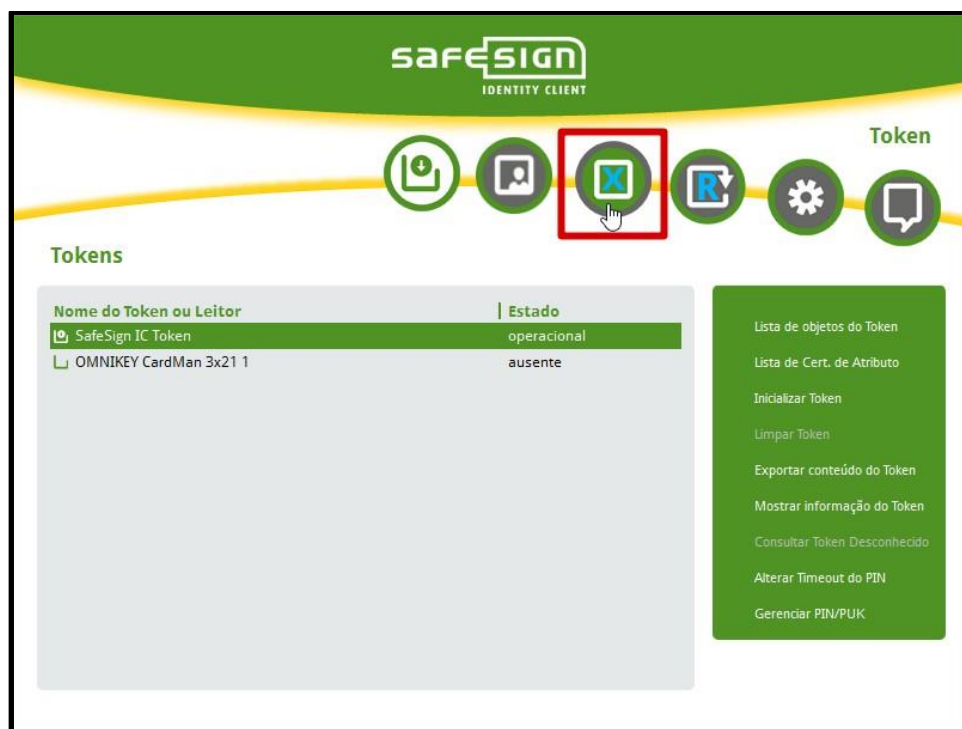 safesign
IDENTITY CLIENT
Token
X
R
Tokens
Nome do Token ou Leitor Estado
SafeSign IC Token operacional
OMNIKEY CardMan 3x21 1 ausente
Lista de objetos do Token
Lista de Cert. de Atributo
Inicializar Token
Limpar Token
Exportar conteúdo do Token
Mostrar informação do Token
Consultar Token Desconhecido
Alterar Timeout do PIN
Gerenciar PIN/PUK